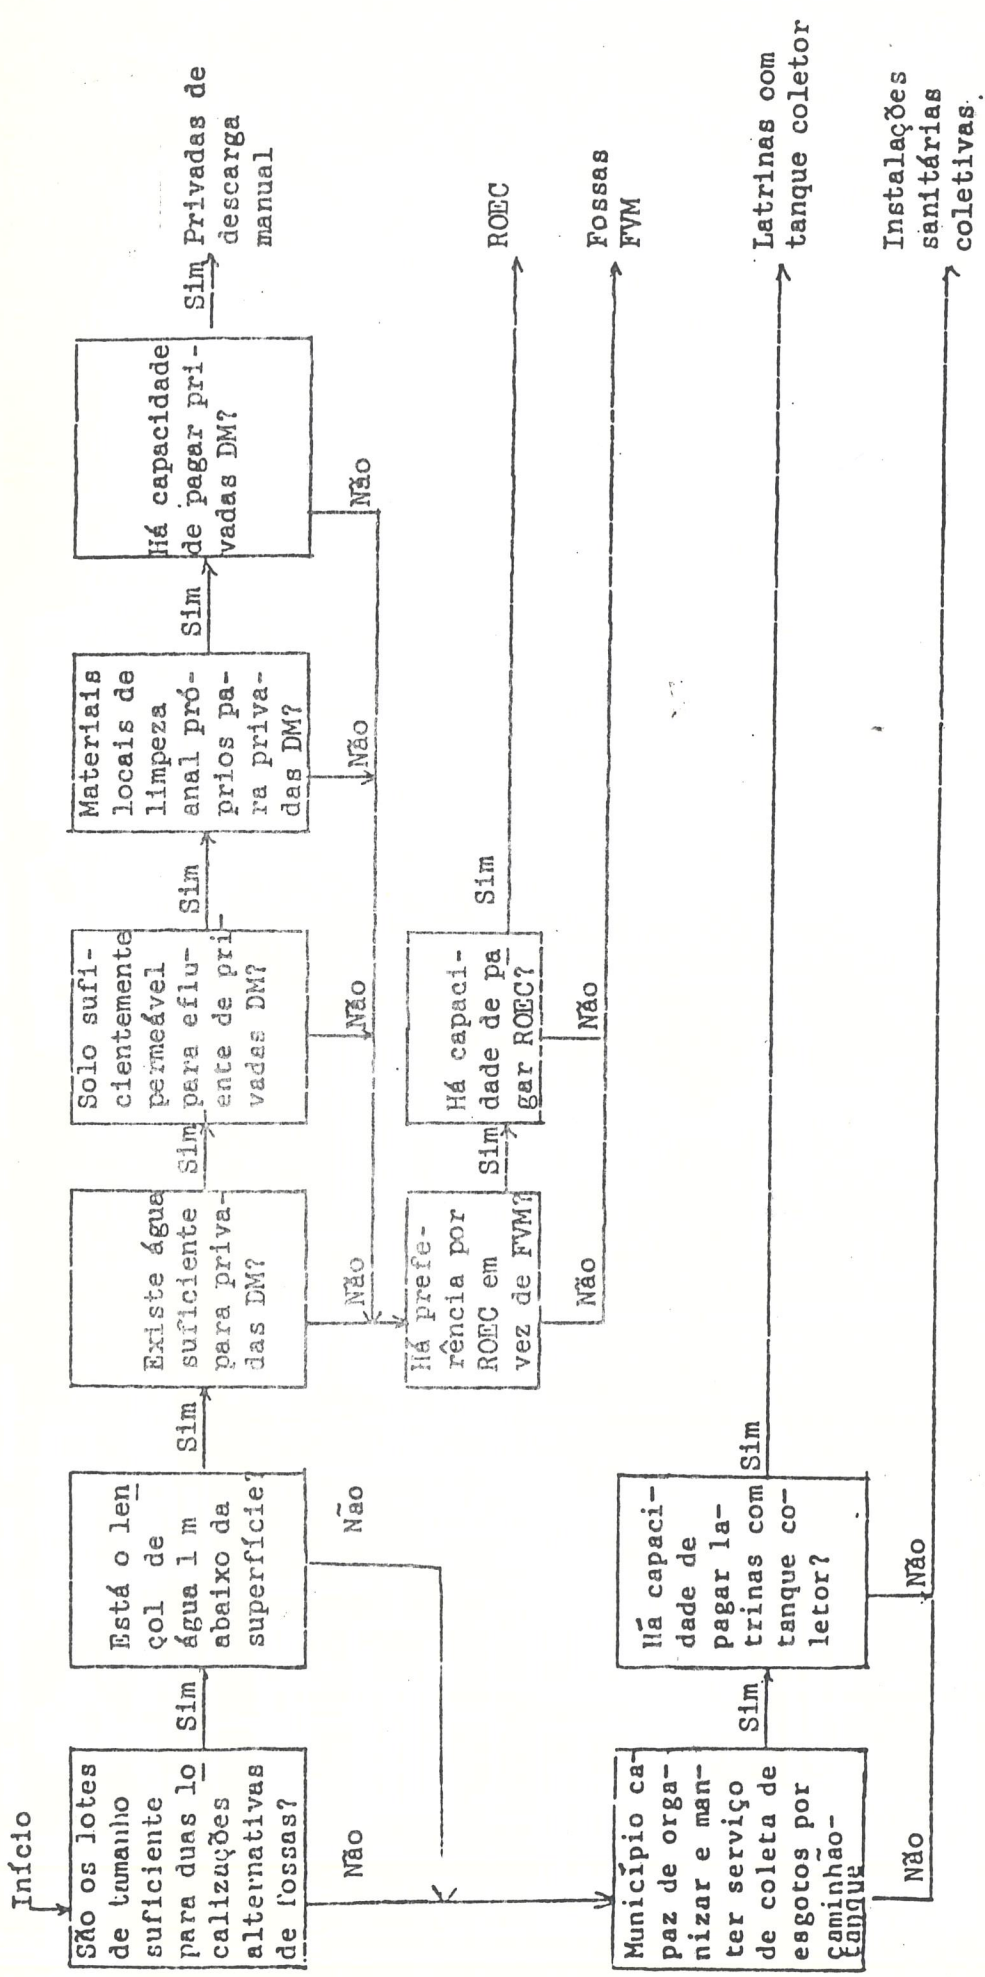 Início
São os lotes
de tamanho
suficiente
para duas lo
calizações
alternativas
de fossas?
Sim
Não
Está o len
çol de
água 1 m
abaixo da
superfície?
Sim
Não
Existe água
suficiente
para priva-
das DM?
Sim
Não
Solo sufi-
cientemente
permeável
para eflu-
ente de pri-
vadas DM?
Sim
Não
Materiais
locais de
limpeza
anal pró-
prios pa-
ra priva-
das DM?
Sim
Não
Há capacidade
de pagar pri-
vadas DM?
Sim
Não
Privadas de
descarga
manual
Há prefe-
rência por
ROEC em
vez de FVM?
Sim
Não
Há capaci-
dade de pa
gar ROEC?
Sim
Não
ROEC
Fossas
FVM
Município ca-
paz de orga-
nizar e man-
ter serviço
de coleta de
esgotos por
Caminhão-
tanque
Sim
Não
Há capaci-
dade de
pagar la-
trinas com
tanque co-
letor?
Sim
Não
Latrinas com
tanque coletor
Instalações
sanitárias
coletivas.